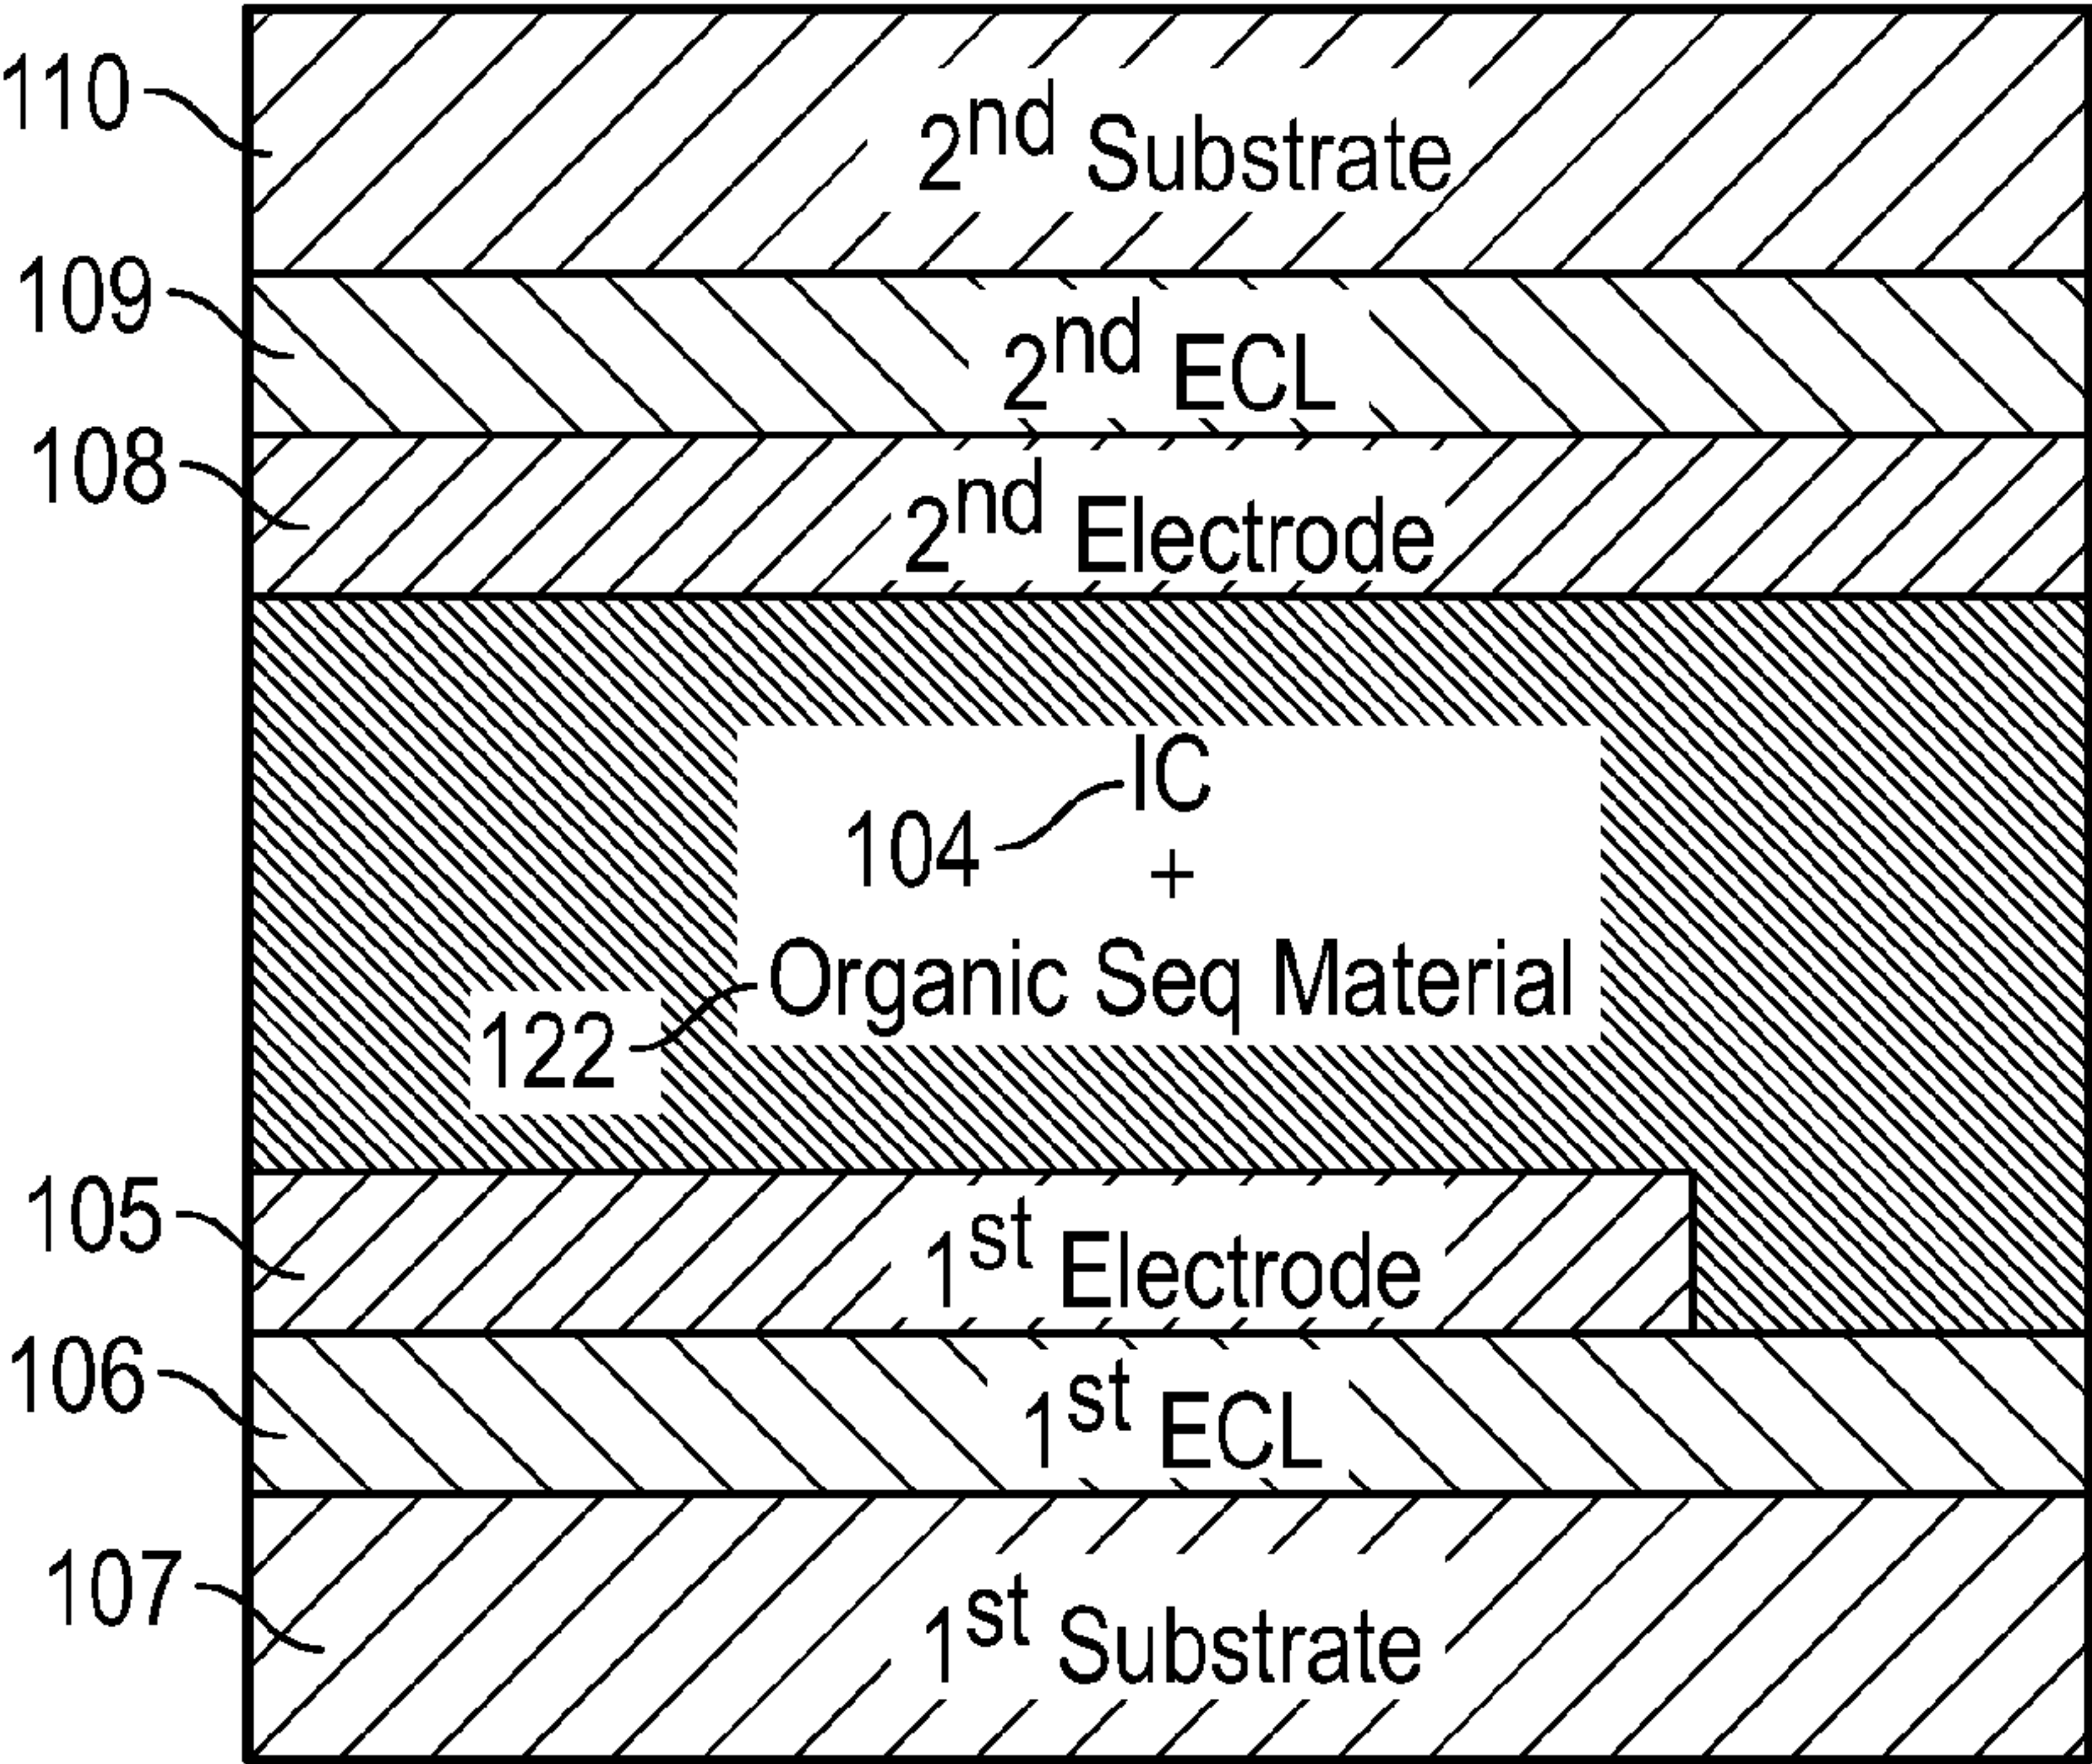 110
2nd Substrate
109
2nd ECL
108
2nd Electrode
IC
104
+
Organic Seq Material
122
105
1st Electrode
106
1st ECL
107
1st Substrate